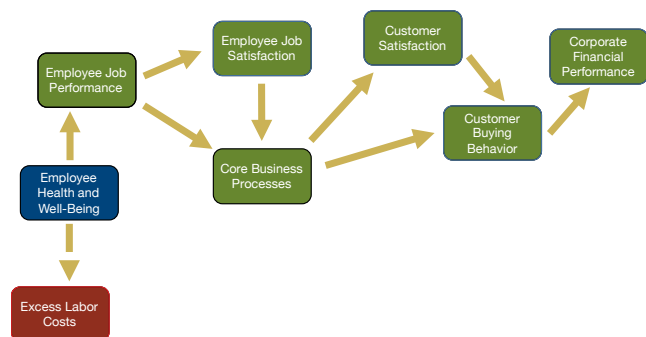 Employee Job
Performance
Employee Job
Satisfaction
Customer
Satisfaction
Corporate
Financial
Performance
Employee
Health and
Well-Being
Core Business
Processes
Customer
Buying
Behavior
Excess Labor
Costs